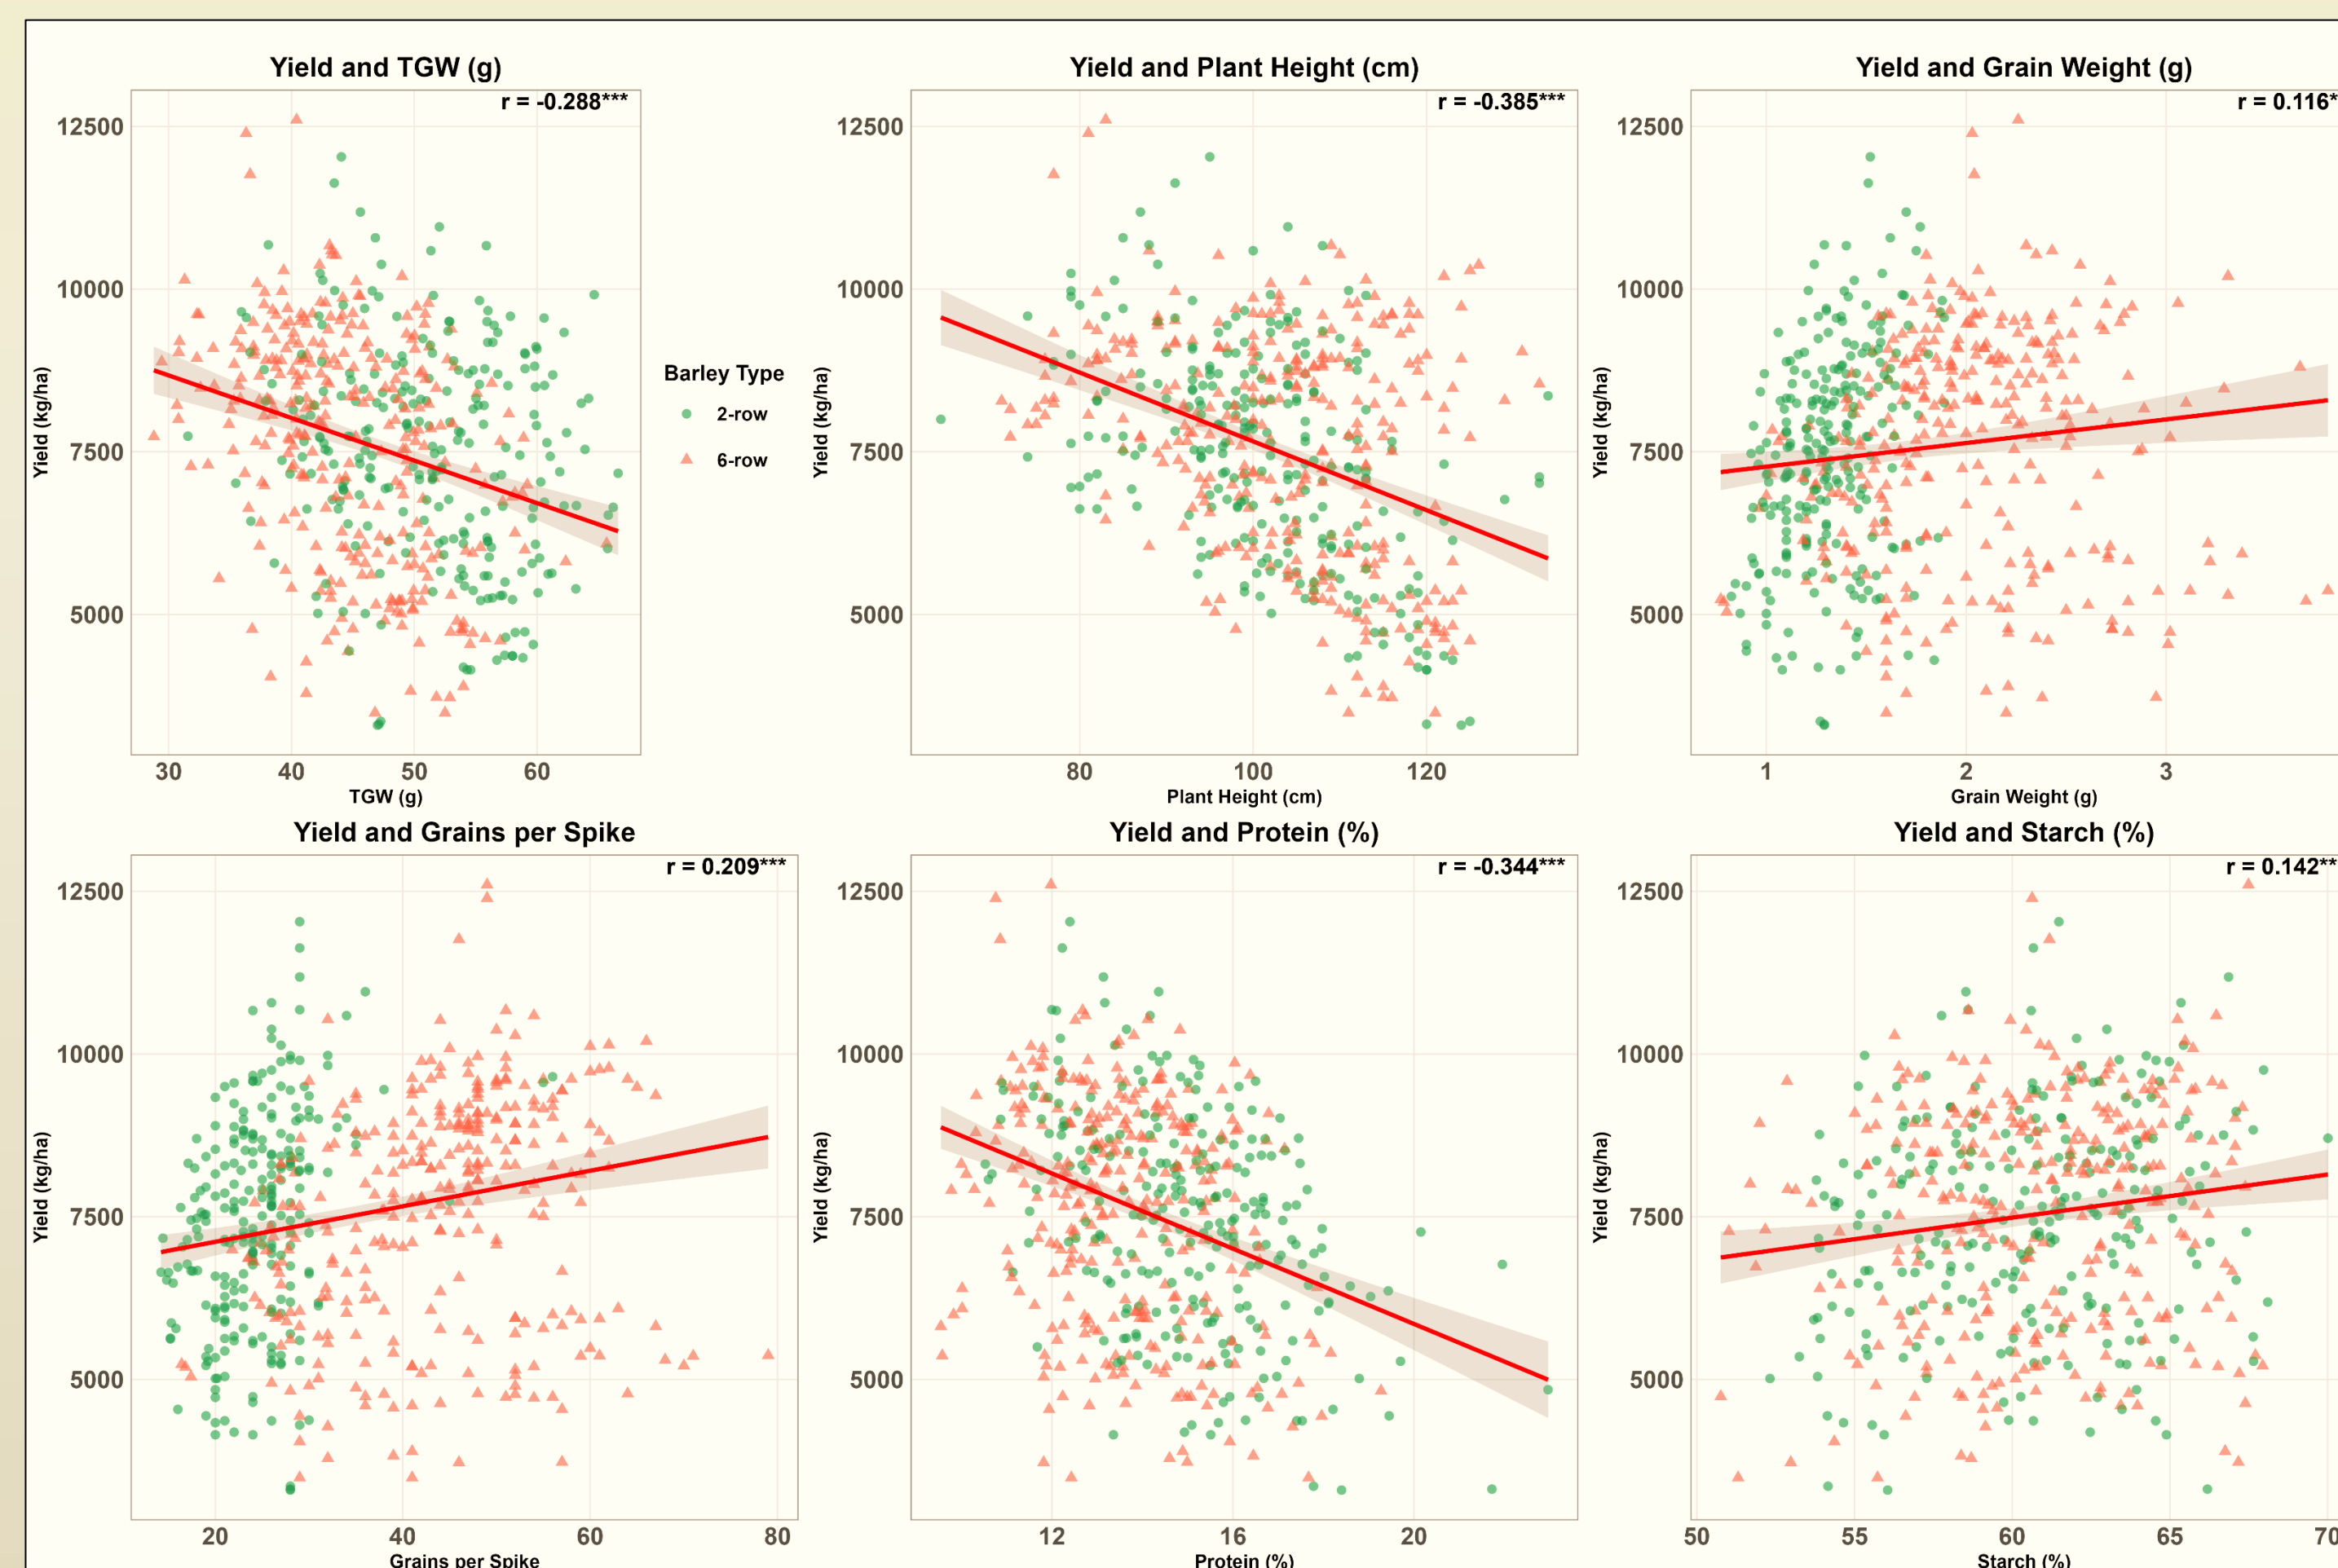 Yield and TGW (g)
r = -0.288***
12500
10000
7500
5000
Yield (kg/ha)
30 40 50 60
TGW (g)
Barley Type
2-row
6-row
Yield and Plant Height (cm)
r = -0.385***
12500
10000
7500
5000
Yield (kg/ha)
80 100 120
Plant Height (cm)
Yield and Grain Weight (g)
r = 0.116*
12500
10000
7500
5000
Yield (kg/ha)
1 2 3
Grain Weight (g)
Yield and Grains per Spike
r = 0.209***
12500
10000
7500
5000
Yield (kg/ha)
20 40 60 80
Grains per Spike
Yield and Protein (%)
r = -0.344***
12500
10000
7500
5000
Yield (kg/ha)
12 16 20
Protein (%)
Yield and Starch (%)
r = 0.142**
12500
10000
7500
5000
Yield (kg/ha)
50 55 60 65 70
Starch (%)